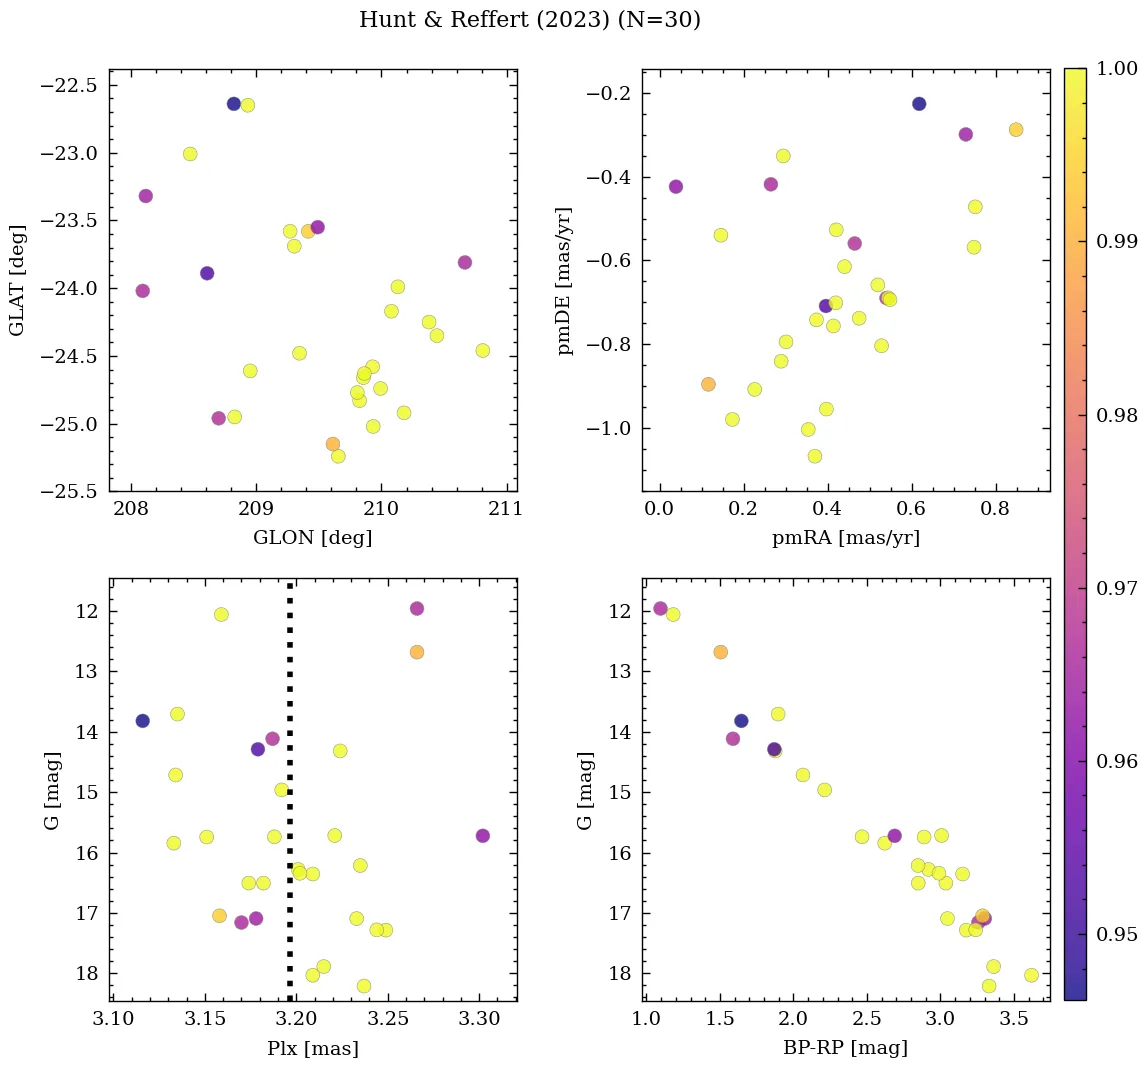 Hunt & Reffert (2023) (N=30)
−22.5
−23.0
−23.5
−24.0
−24.5
−25.0
−25.5
GLAT [deg]
208 209 210 211
GLON [deg]
−0.2
−0.4
−0.6
−0.8
−1.0
pmDE [mas/yr]
0.0 0.2 0.4 0.6 0.8
pmRA [mas/yr]
12
13
14
15
16
17
18
G [mag]
3.10 3.15 3.20 3.25 3.30
Plx [mas]
12
13
14
15
16
17
18
G [mag]
1.0 1.5 2.0 2.5 3.0 3.5
BP-RP [mag]
1.00
0.99
0.98
0.97
0.96
0.95